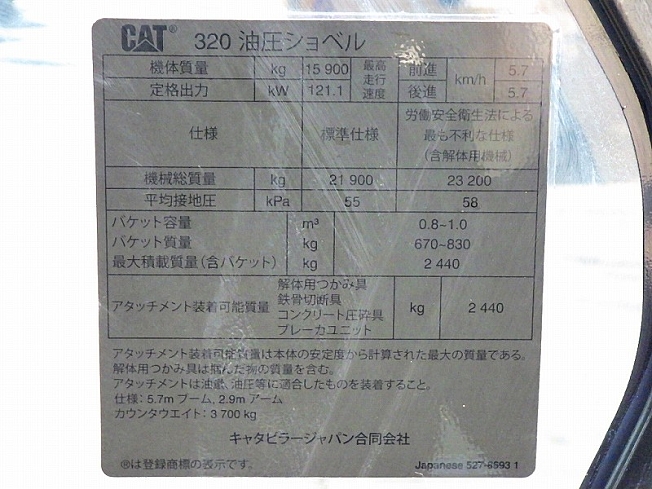 CAT® 320 油圧ショベル
機体質量 kg 15 900 最高走行速度 前進 km/h 5.7
定格出力 kW 121.1 後進 5.7
仕様 標準仕様 労働安全衛生法による最も不利な仕様(含解体用機械)
機械総質量 kg 21 900 23 200
平均接地圧 kPa 55 58
バケット容量 m³ 0.8~1.0
バケット質量 kg 670~830
最大積載質量(含バケット) kg 2 440
アタッチメント装着可能質量 解体用つかみ具 鉄骨切断具 コンクリート圧砕具 ブレーカユニット kg 2 440
アタッチメント装着可能質量は本体の安定度から計算された最大の質量である。
解体用つかみ具は掴んだ物の質量を含む。
アタッチメントは油量、油圧等に適合したものを装着すること。
仕様: 5.7m ブーム, 2.9m アーム
カウンタウエイト: 3 700 kg
キャタピラージャパン合同会社
®は登録商標の表示です。 Japanese 527-8593 1